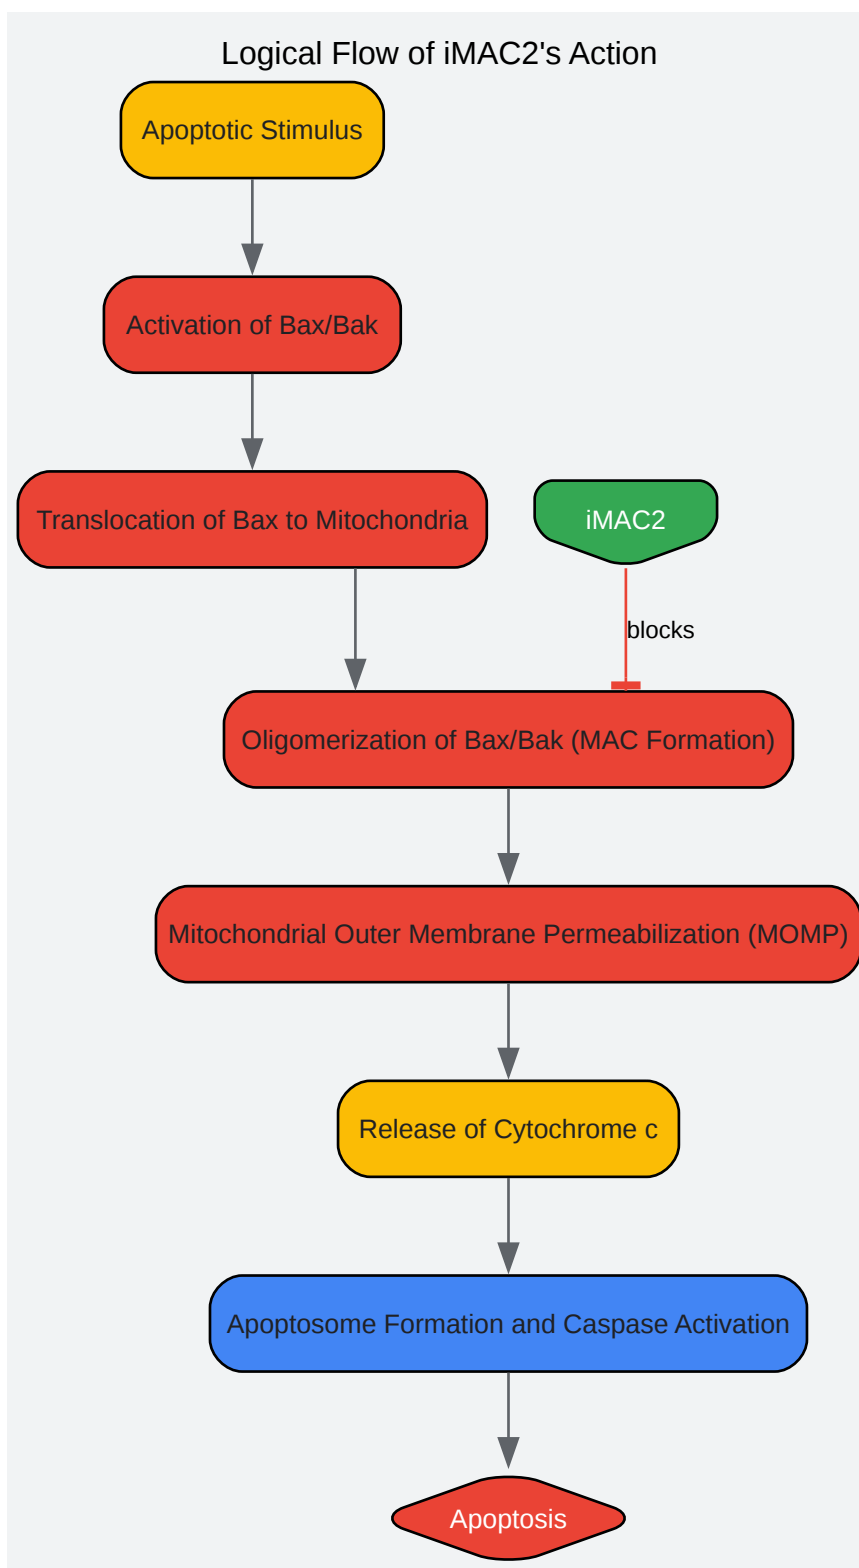 Logical Flow of iMAC2's Action
Apoptotic Stimulus
Activation of Bax/Bak
Translocation of Bax to Mitochondria
iMAC2
blocks
Oligomerization of Bax/Bak (MAC Formation)
Mitochondrial Outer Membrane Permeabilization (MOMP)
Release of Cytochrome c
Apoptosome Formation and Caspase Activation
Apoptosis